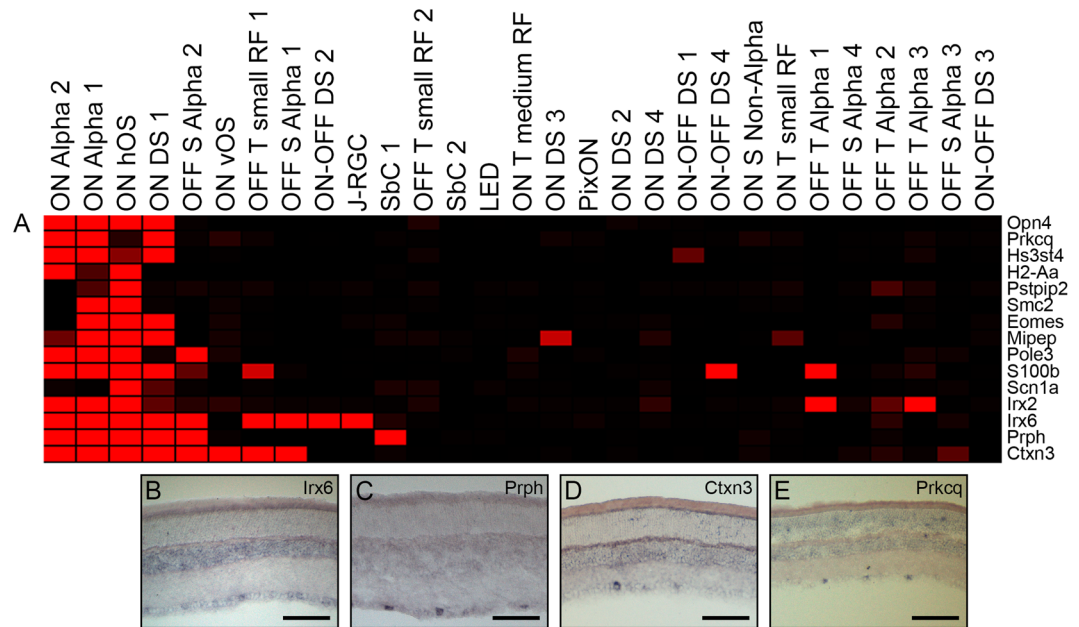 ON Alpha 2
ON Alpha 1
ON hOS
ON DS 1
OFF S Alpha 2
ON vOS
OFF T small RF 1
OFF S Alpha 1
ON-OFF DS 2
J-RGC
SbC 1
OFF T small RF 2
SbC 2
LED
ON T medium RF
ON DS 3
PixON
ON DS 2
ON DS 4
ON-OFF DS 1
ON-OFF DS 4
ON S Non-Alpha
ON T small RF
OFF T Alpha 1
OFF S Alpha 4
OFF T Alpha 2
OFF T Alpha 3
OFF S Alpha 3
ON-OFF DS 3
A
Opn4
Prkcq
Hs3st4
H2-Aa
Pstpip2
Smc2
Eomes
Mipep
Pole3
S100b
Scn1a
Irx2
Irx6
Prph
Ctxn3
B Irx6
C Prph
D Ctxn3
E Prkcq